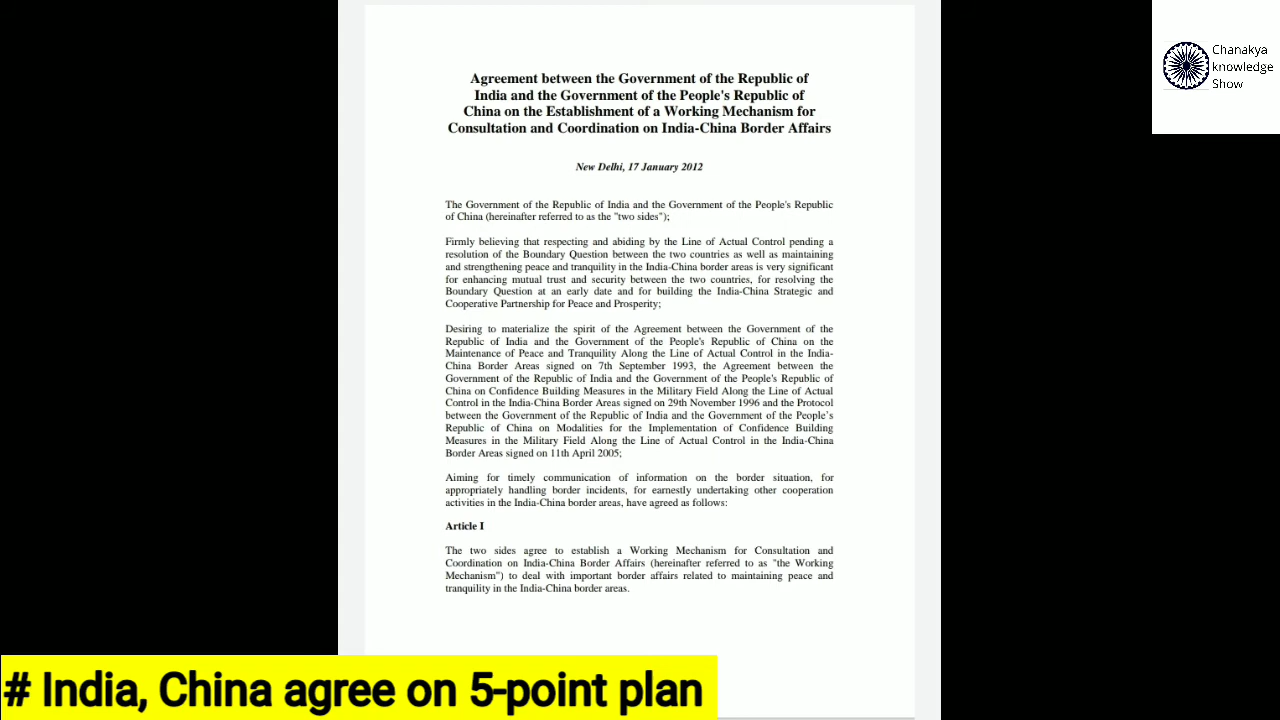 Agreement between the Government of the Republic of
India and the Government of the People's Republic of
China on the Establishment of a Working Mechanism for
Consultation and Coordination on India-China Border Affairs
New Delhi, 17 January 2012
The Government of the Republic of India and the Government of the People's Republic
of China (hereinafter referred to as the "two sides");
Firmly believing that respecting and abiding by the Line of Actual Control pending a
resolution of the Boundary Question between the two countries as well as maintaining
and strengthening peace and tranquility in the India-China border areas is very significant
for enhancing mutual trust and security between the two countries, for resolving the
Boundary Question at an early date and for building the India-China Strategic and
Cooperative Partnership for Peace and Prosperity;
Desiring to materialize the spirit of the Agreement between the Government of the
Republic of India and the Government of the People's Republic of China on the
Maintenance of Peace and Tranquility Along the Line of Actual Control in the India-
China Border Areas signed on 7th September 1993, the Agreement between the
Government of the Republic of India and the Government of the People's Republic of
China on Confidence Building Measures in the Military Field Along the Line of Actual
Control in the India-China Border Areas signed on 29th November 1996 and the Protocol
between the Government of the Republic of India and the Government of the People's
Republic of China on Modalities for the Implementation of Confidence Building
Measures in the Military Field Along the Line of Actual Control in the India-China
Border Areas signed on 11th April 2005;
Aiming for timely communication of information on the border situation, for
appropriately handling border incidents, for earnestly undertaking other cooperation
activities in the India-China border areas, have agreed as follows:
Article I
The two sides agree to establish a Working Mechanism for Consultation and
Coordination on India-China Border Affairs (hereinafter referred to as "the Working
Mechanism") to deal with important border affairs related to maintaining peace and
tranquility in the India-China border areas.
Chanakya
knowledge
Show
# India, China agree on 5-point plan